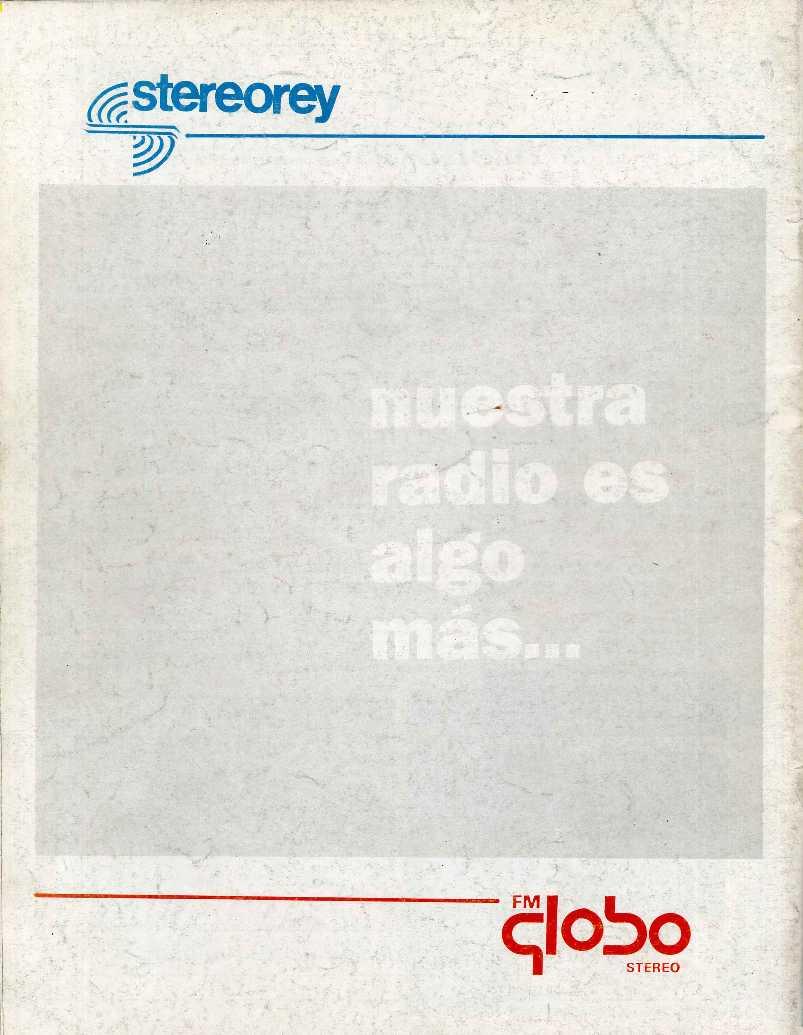 stereorey
nuestra
radio es
algo
más...
FM
globo
STEREO